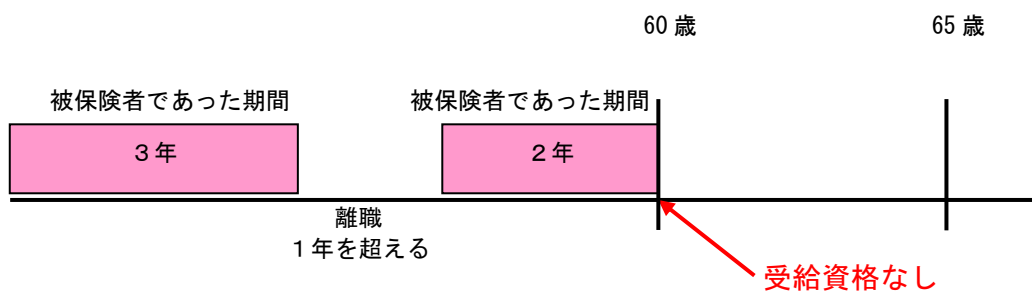 60 歳
65 歳
被保険者であった期間
被保険者であった期間
３年
２年
離職
１年を超える
受給資格なし